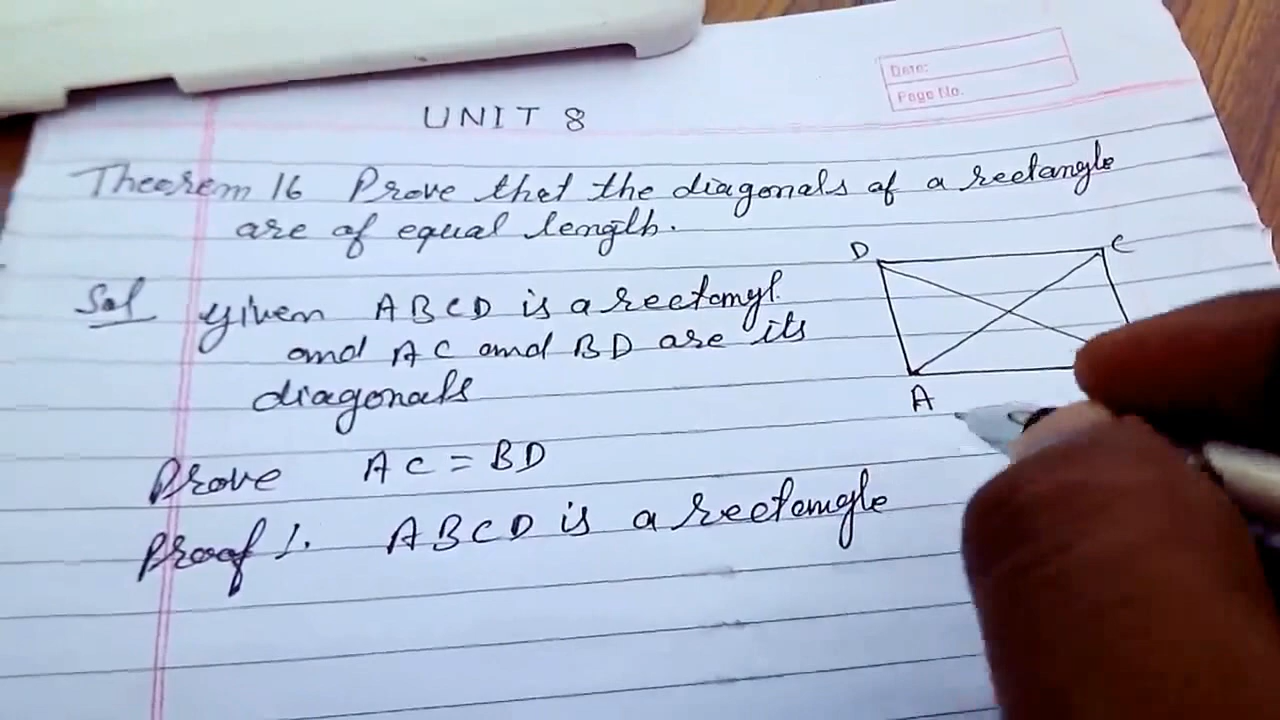 Date:
Page No.
UNIT 8
Theorem 16 Prove that the diagonals of a rectangle
are of equal length.
Sol given ABCD is a rectangl
and AC and BD are its
diagonals
D C
A
Prove AC = BD
Proof 1. ABCD is a rectangle